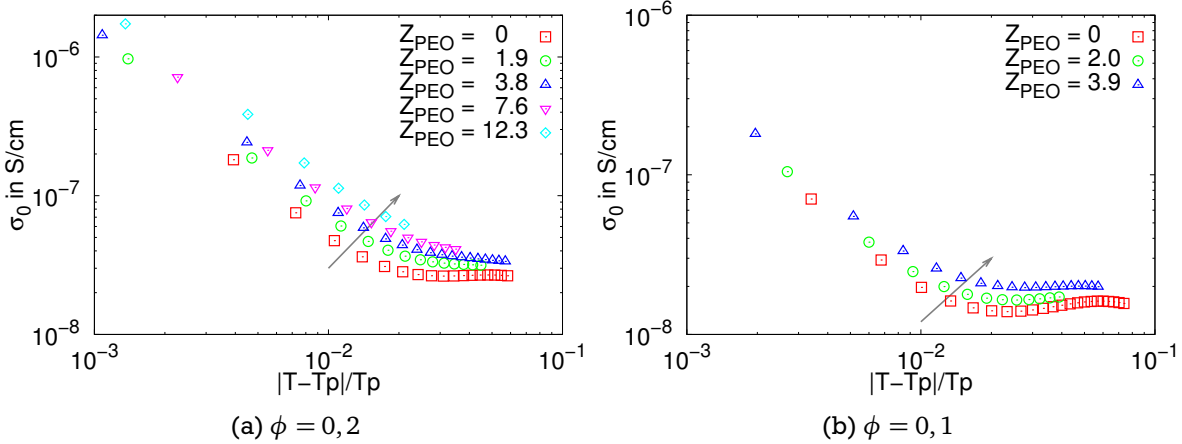 10⁻⁶
10⁻⁷
10⁻⁸
σ₀ in S/cm
Z_PEO = 0
Z_PEO = 1.9
Z_PEO = 3.8
Z_PEO = 7.6
Z_PEO = 12.3
10⁻³ 10⁻² 10⁻¹
|T−Tp|/Tp
(a) ϕ = 0,2
10⁻⁶
10⁻⁷
10⁻⁸
σ₀ in S/cm
Z_PEO = 0
Z_PEO = 2.0
Z_PEO = 3.9
10⁻³ 10⁻² 10⁻¹
|T−Tp|/Tp
(b) ϕ = 0,1